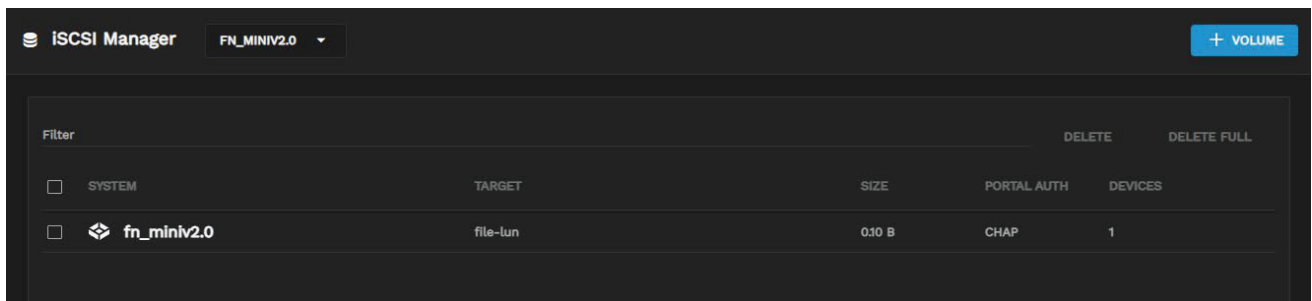 iSCSI Manager FN_MINIV2.0 + VOLUME
Filter DELETE DELETE FULL
SYSTEM TARGET SIZE PORTAL AUTH DEVICES
fn_miniv2.0 file-lun 0.10 B CHAP 1